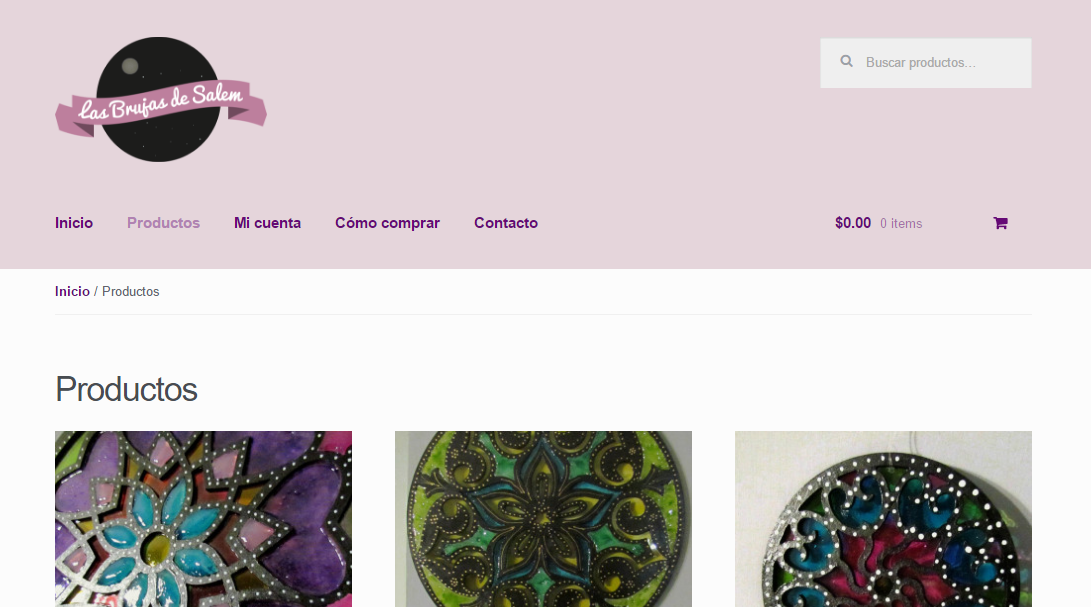 Las Brujas de Salem
Buscar productos...
Inicio Productos Mi cuenta Cómo comprar Contacto $0.00 0 items
Inicio / Productos
Productos